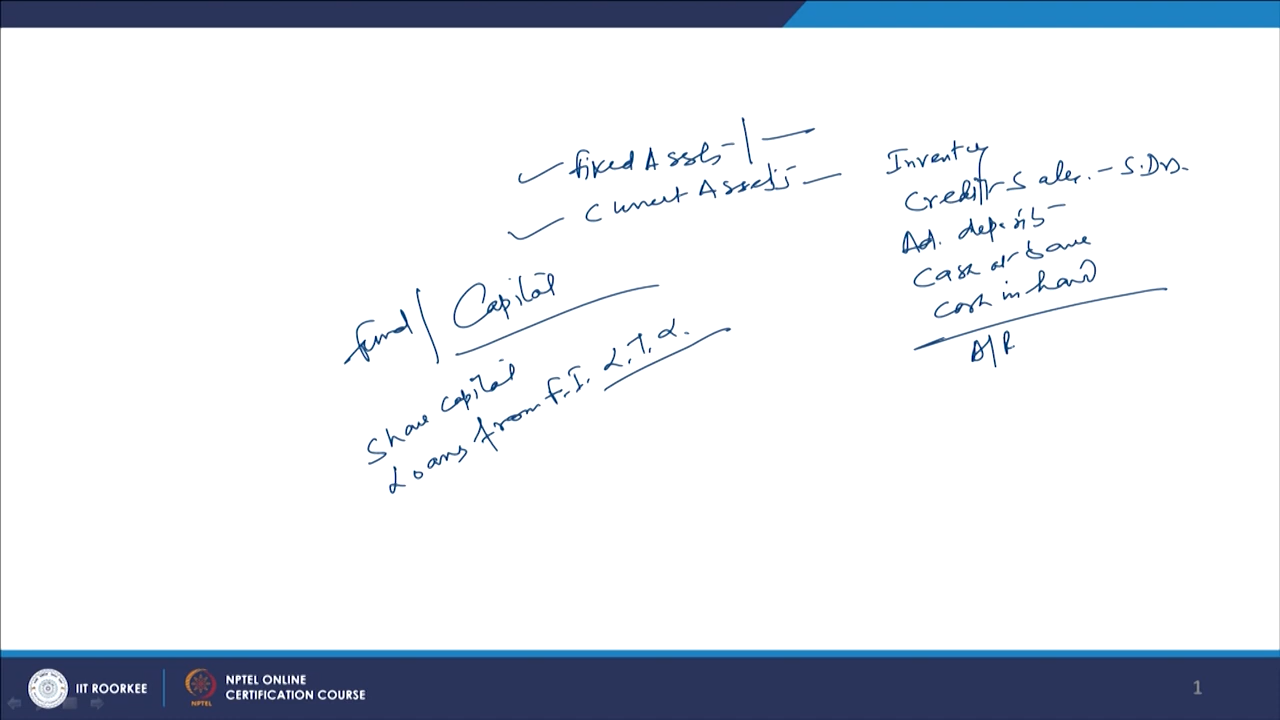 fixed Assets
Current Assets
Inventory
Credit Sales - S.Drs.
Ad. deposits
Cash at bank
Cash in hand
A/R
fund/ Capital
Share capital
Loans from F.I. L.T.L.
IIT ROORKEE
NPTEL
NPTEL ONLINE
CERTIFICATION COURSE
1